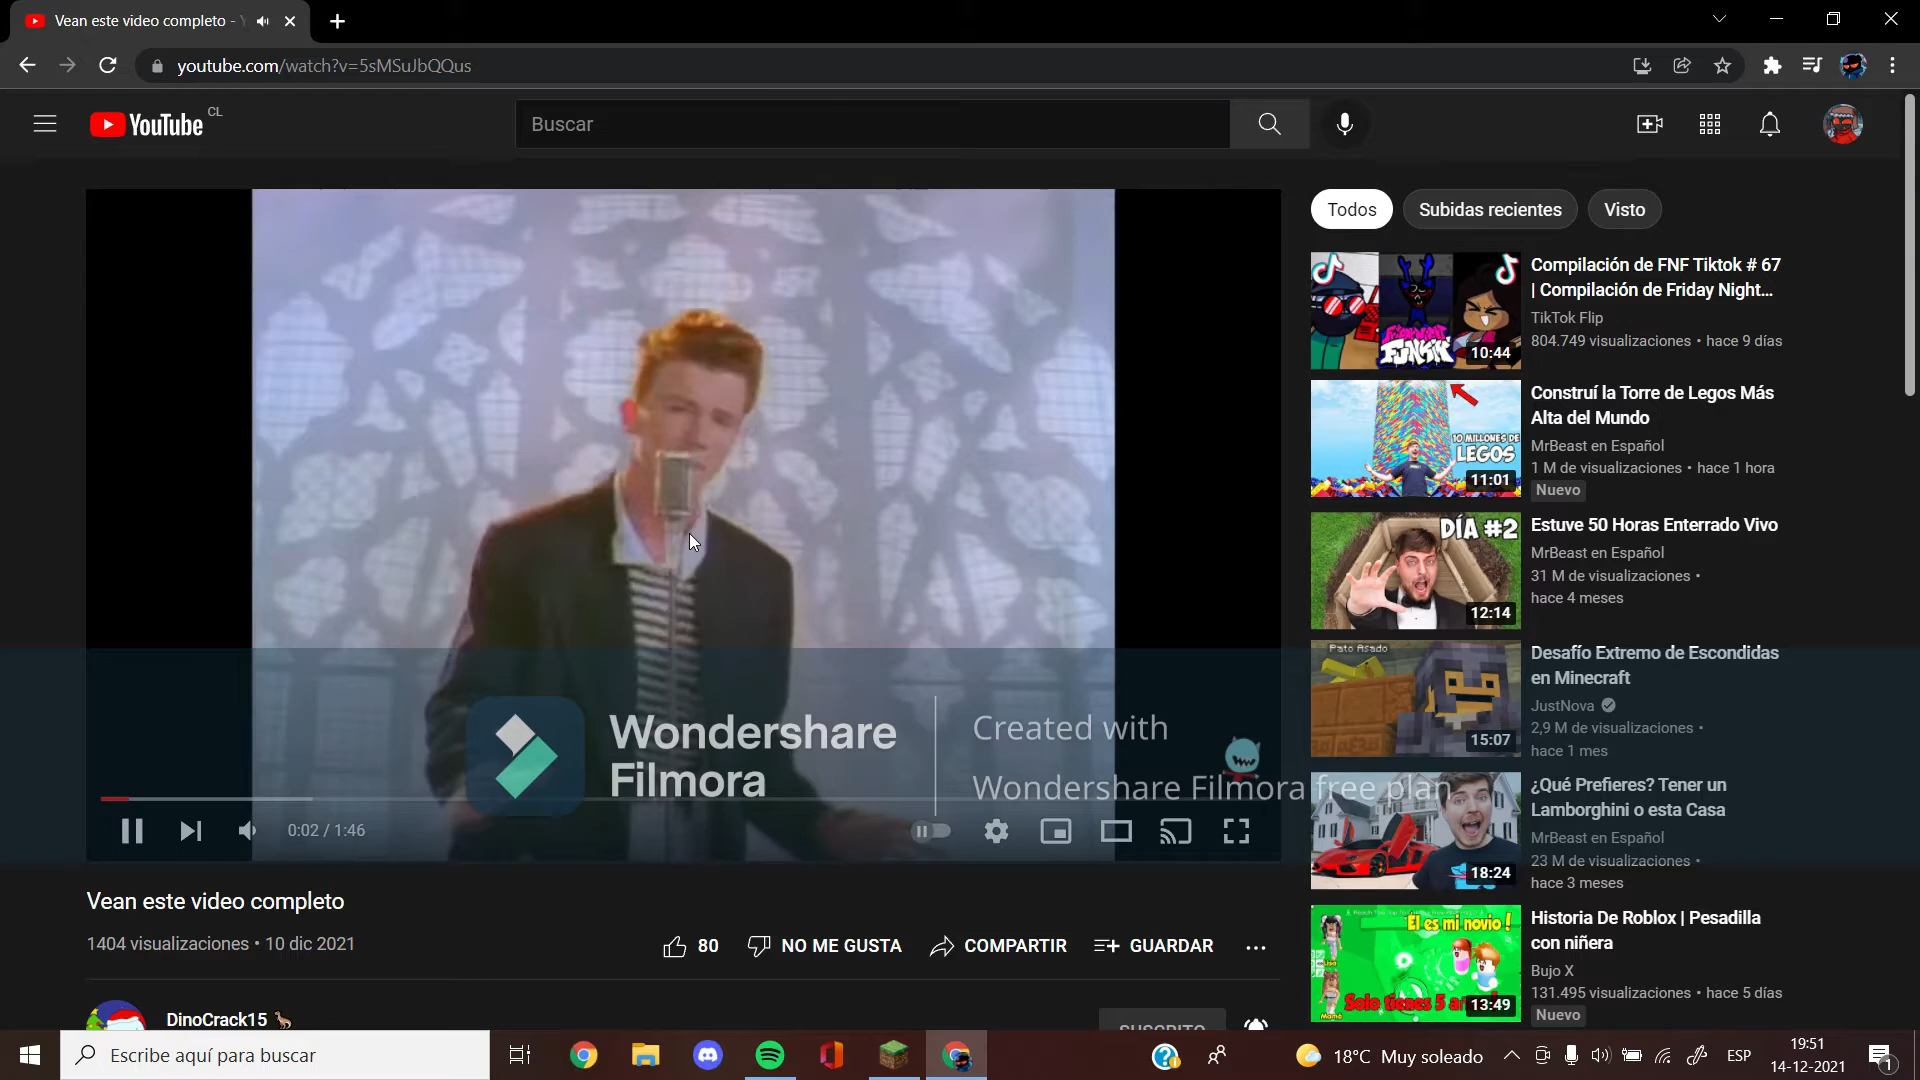 Vean este video completo - Y
youtube.com/watch?v=5sMSuJbQQus
YouTube CL
Buscar
Todos
Subidas recientes
Visto
10:44
Compilación de FNF Tiktok # 67
| Compilación de Friday Night...
TikTok Flip
804.749 visualizaciones • hace 9 días
10 MILLONES DE
LEGOS
11:01
Construí la Torre de Legos Más
Alta del Mundo
MrBeast en Español
1 M de visualizaciones • hace 1 hora
Nuevo
DÍA #2
12:14
Estuve 50 Horas Enterrado Vivo
MrBeast en Español
31 M de visualizaciones •
hace 4 meses
Pato Asado
15:07
Desafío Extremo de Escondidas
en Minecraft
JustNova
2,9 M de visualizaciones •
hace 1 mes
18:24
¿Qué Prefieres? Tener un
Lamborghini o esta Casa
MrBeast en Español
23 M de visualizaciones •
hace 3 meses
El es mi novio !
13:49
Historia De Roblox | Pesadilla
con niñera
Bujo X
131.495 visualizaciones • hace 5 días
Nuevo
Wondershare
Filmora
Created with
Wondershare Filmora free plan
0:02 / 1:46
Vean este video completo
1404 visualizaciones • 10 dic 2021
80
NO ME GUSTA
COMPARTIR
GUARDAR
DinoCrack15
SUSCRITO
Escribe aquí para buscar
18°C Muy soleado
ESP
19:51
14-12-2021
1